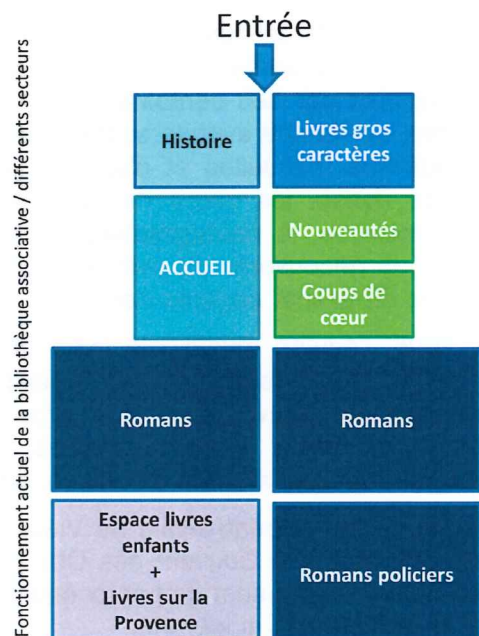 Fonctionnement actuel de la bibliothèque associative / différents secteurs
Entrée
Histoire
Livres gros
caractères
ACCUEIL
Nouveautés
Coups de
cœur
Romans
Romans
Espace livres
enfants
+
Livres sur la
Provence
Romans policiers